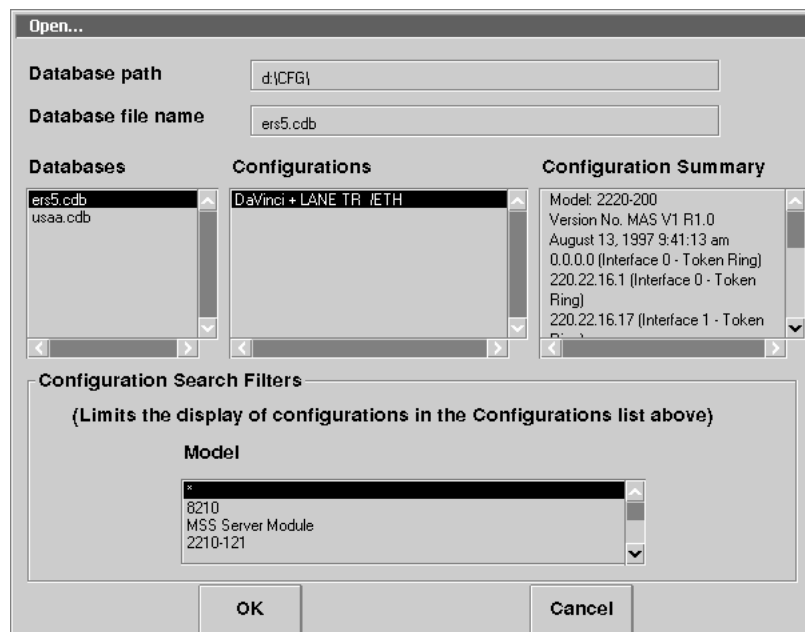 Open...
Database path
d:\CFG\
Database file name
ers5.cdb
Databases
ers5.cdb
usaa.cdb
Configurations
DaVinci + LANE TR /ETH
Configuration Summary
Model: 2220-200
Version No. MAS V1 R1.0
August 13, 1997 9:41:13 am
0.0.0.0 (Interface 0 - Token Ring)
220.22.16.1 (Interface 0 - Token
Ring)
220.22.16.17 (Interface 1 - Token
Configuration Search Filters
(Limits the display of configurations in the Configurations list above)
Model
*
8210
MSS Server Module
2210-121
OK
Cancel